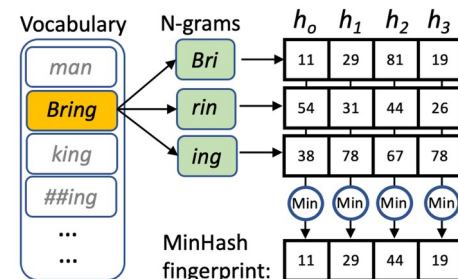 Vocabulary N-grams h₀ h₁ h₂ h₃
man
Bring
king
##ing
...
...
Bri 11 29 81 19
rin 54 31 44 26
ing 38 78 67 78
Min Min Min Min
MinHash
fingerprint: 11 29 44 19